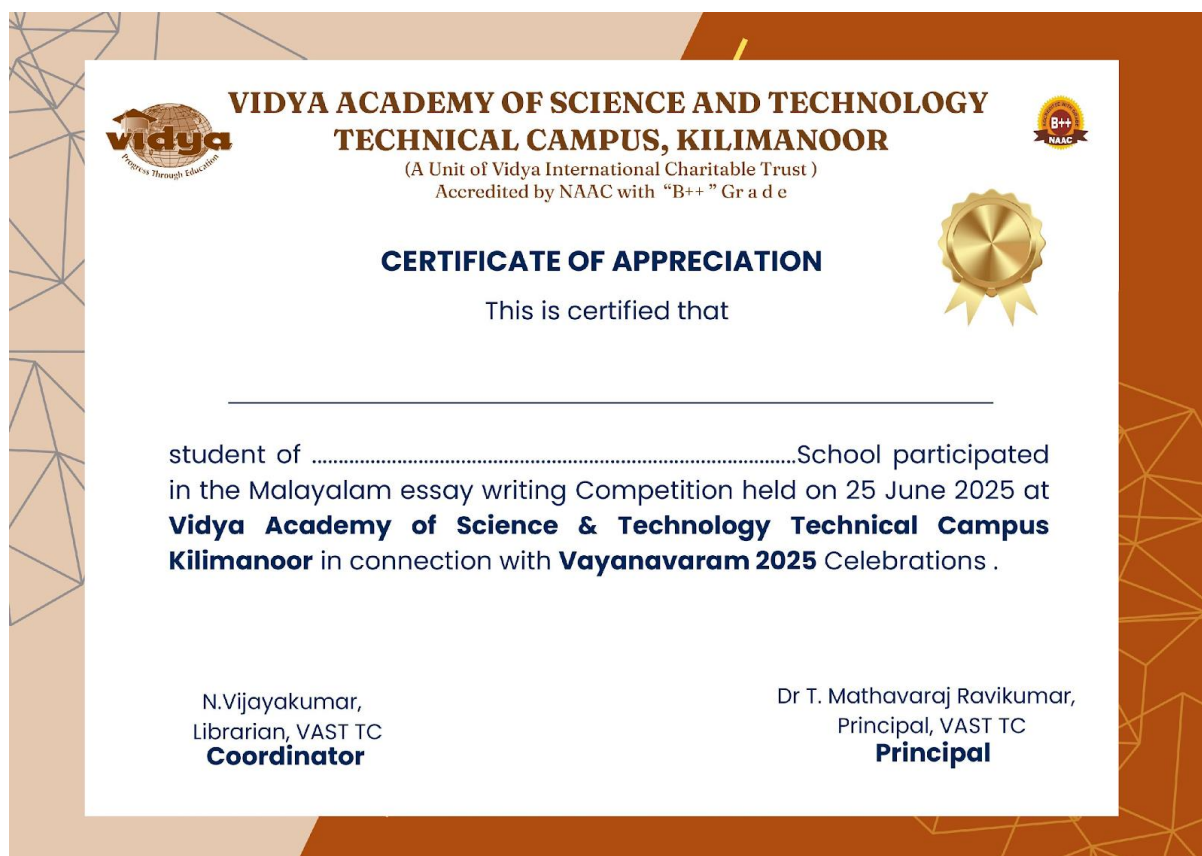 vidya
Progress Through Education
VIDYA ACADEMY OF SCIENCE AND TECHNOLOGY
TECHNICAL CAMPUS, KILIMANOOR
(A Unit of Vidya International Charitable Trust )
Accredited by NAAC with “B++ ” Gr a d e
B++
NAAC
CERTIFICATE OF APPRECIATION
This is certified that
student of ............................................................................................School participated
in the Malayalam essay writing Competition held on 25 June 2025 at
Vidya Academy of Science & Technology Technical Campus
Kilimanoor in connection with Vayanavaram 2025 Celebrations .
N.Vijayakumar,
Librarian, VAST TC
Coordinator
Dr T. Mathavaraj Ravikumar,
Principal, VAST TC
Principal